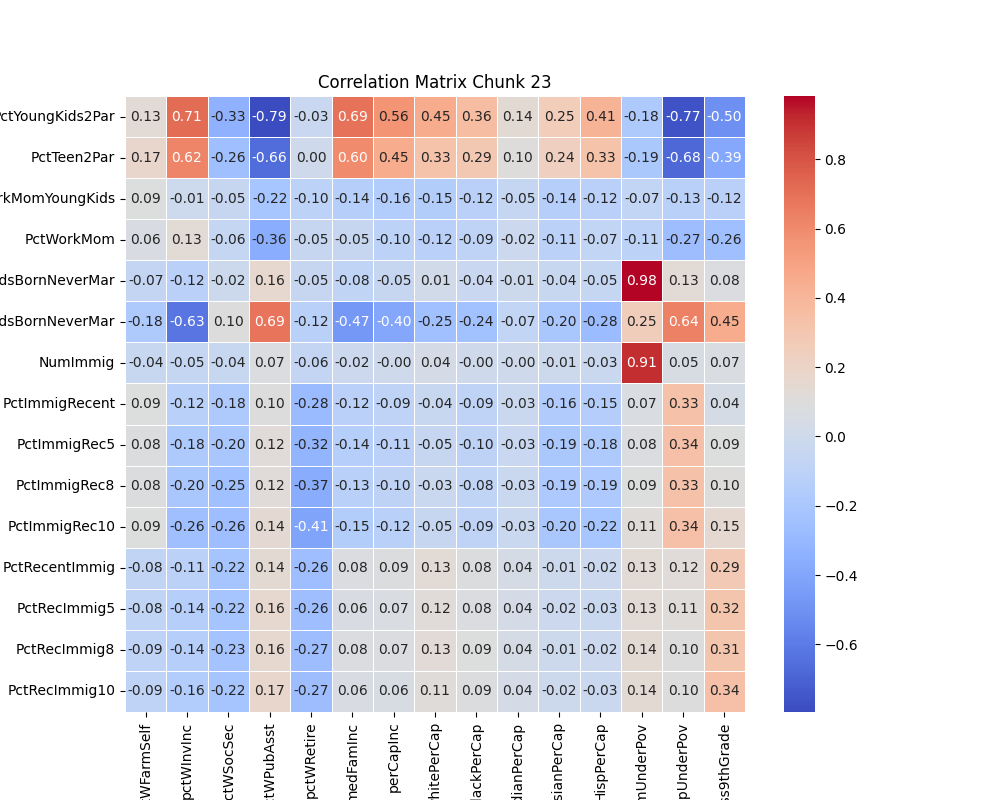 Correlation Matrix Chunk 23
ctYoungKids2Par 0.13 0.71 -0.33 -0.79 -0.03 0.69 0.56 0.45 0.36 0.14 0.25 0.41 -0.18 -0.77 -0.50
PctTeen2Par 0.17 0.62 -0.26 -0.66 0.00 0.60 0.45 0.33 0.29 0.10 0.24 0.33 -0.19 -0.68 -0.39
rkMomYoungKids 0.09 -0.01 -0.05 -0.22 -0.10 -0.14 -0.16 -0.15 -0.12 -0.05 -0.14 -0.12 -0.07 -0.13 -0.12
PctWorkMom 0.06 0.13 -0.06 -0.36 -0.05 -0.05 -0.10 -0.12 -0.09 -0.02 -0.11 -0.07 -0.11 -0.27 -0.26
dsBornNeverMar -0.07 -0.12 -0.02 0.16 -0.05 -0.08 -0.05 0.01 -0.04 -0.01 -0.04 -0.05 0.98 0.13 0.08
dsBornNeverMar -0.18 -0.63 0.10 0.69 -0.12 -0.47 -0.40 -0.25 -0.24 -0.07 -0.20 -0.28 0.25 0.64 0.45
NumImmig -0.04 -0.05 -0.04 0.07 -0.06 -0.02 -0.00 0.04 -0.00 -0.00 -0.01 -0.03 0.91 0.05 0.07
PctImmigRecent 0.09 -0.12 -0.18 0.10 -0.28 -0.12 -0.09 -0.04 -0.09 -0.03 -0.16 -0.15 0.07 0.33 0.04
PctImmigRec5 0.08 -0.18 -0.20 0.12 -0.32 -0.14 -0.11 -0.05 -0.10 -0.03 -0.19 -0.18 0.08 0.34 0.09
PctImmigRec8 0.08 -0.20 -0.25 0.12 -0.37 -0.13 -0.10 -0.03 -0.08 -0.03 -0.19 -0.19 0.09 0.33 0.10
PctImmigRec10 0.09 -0.26 -0.26 0.14 -0.41 -0.15 -0.12 -0.05 -0.09 -0.03 -0.20 -0.22 0.11 0.34 0.15
PctRecentImmig -0.08 -0.11 -0.22 0.14 -0.26 0.08 0.09 0.13 0.08 0.04 -0.01 -0.02 0.13 0.12 0.29
PctRecImmig5 -0.08 -0.14 -0.22 0.16 -0.26 0.06 0.07 0.12 0.08 0.04 -0.02 -0.03 0.13 0.11 0.32
PctRecImmig8 -0.09 -0.14 -0.23 0.16 -0.27 0.08 0.07 0.13 0.09 0.04 -0.01 -0.02 0.14 0.10 0.31
PctRecImmig10 -0.09 -0.16 -0.22 0.17 -0.27 0.06 0.06 0.11 0.09 0.04 -0.02 -0.03 0.14 0.10 0.34
tWFarmSelf
pctWInvInc
ctWSocSec
ctWPubAsst
pctWRetire
medFamInc
perCapInc
hitePerCap
lackPerCap
dianPerCap
sianPerCap
HispPerCap
mUnderPov
pUnderPov
ss9thGrade
0.8
0.6
0.4
0.2
0.0
−0.2
−0.4
−0.6